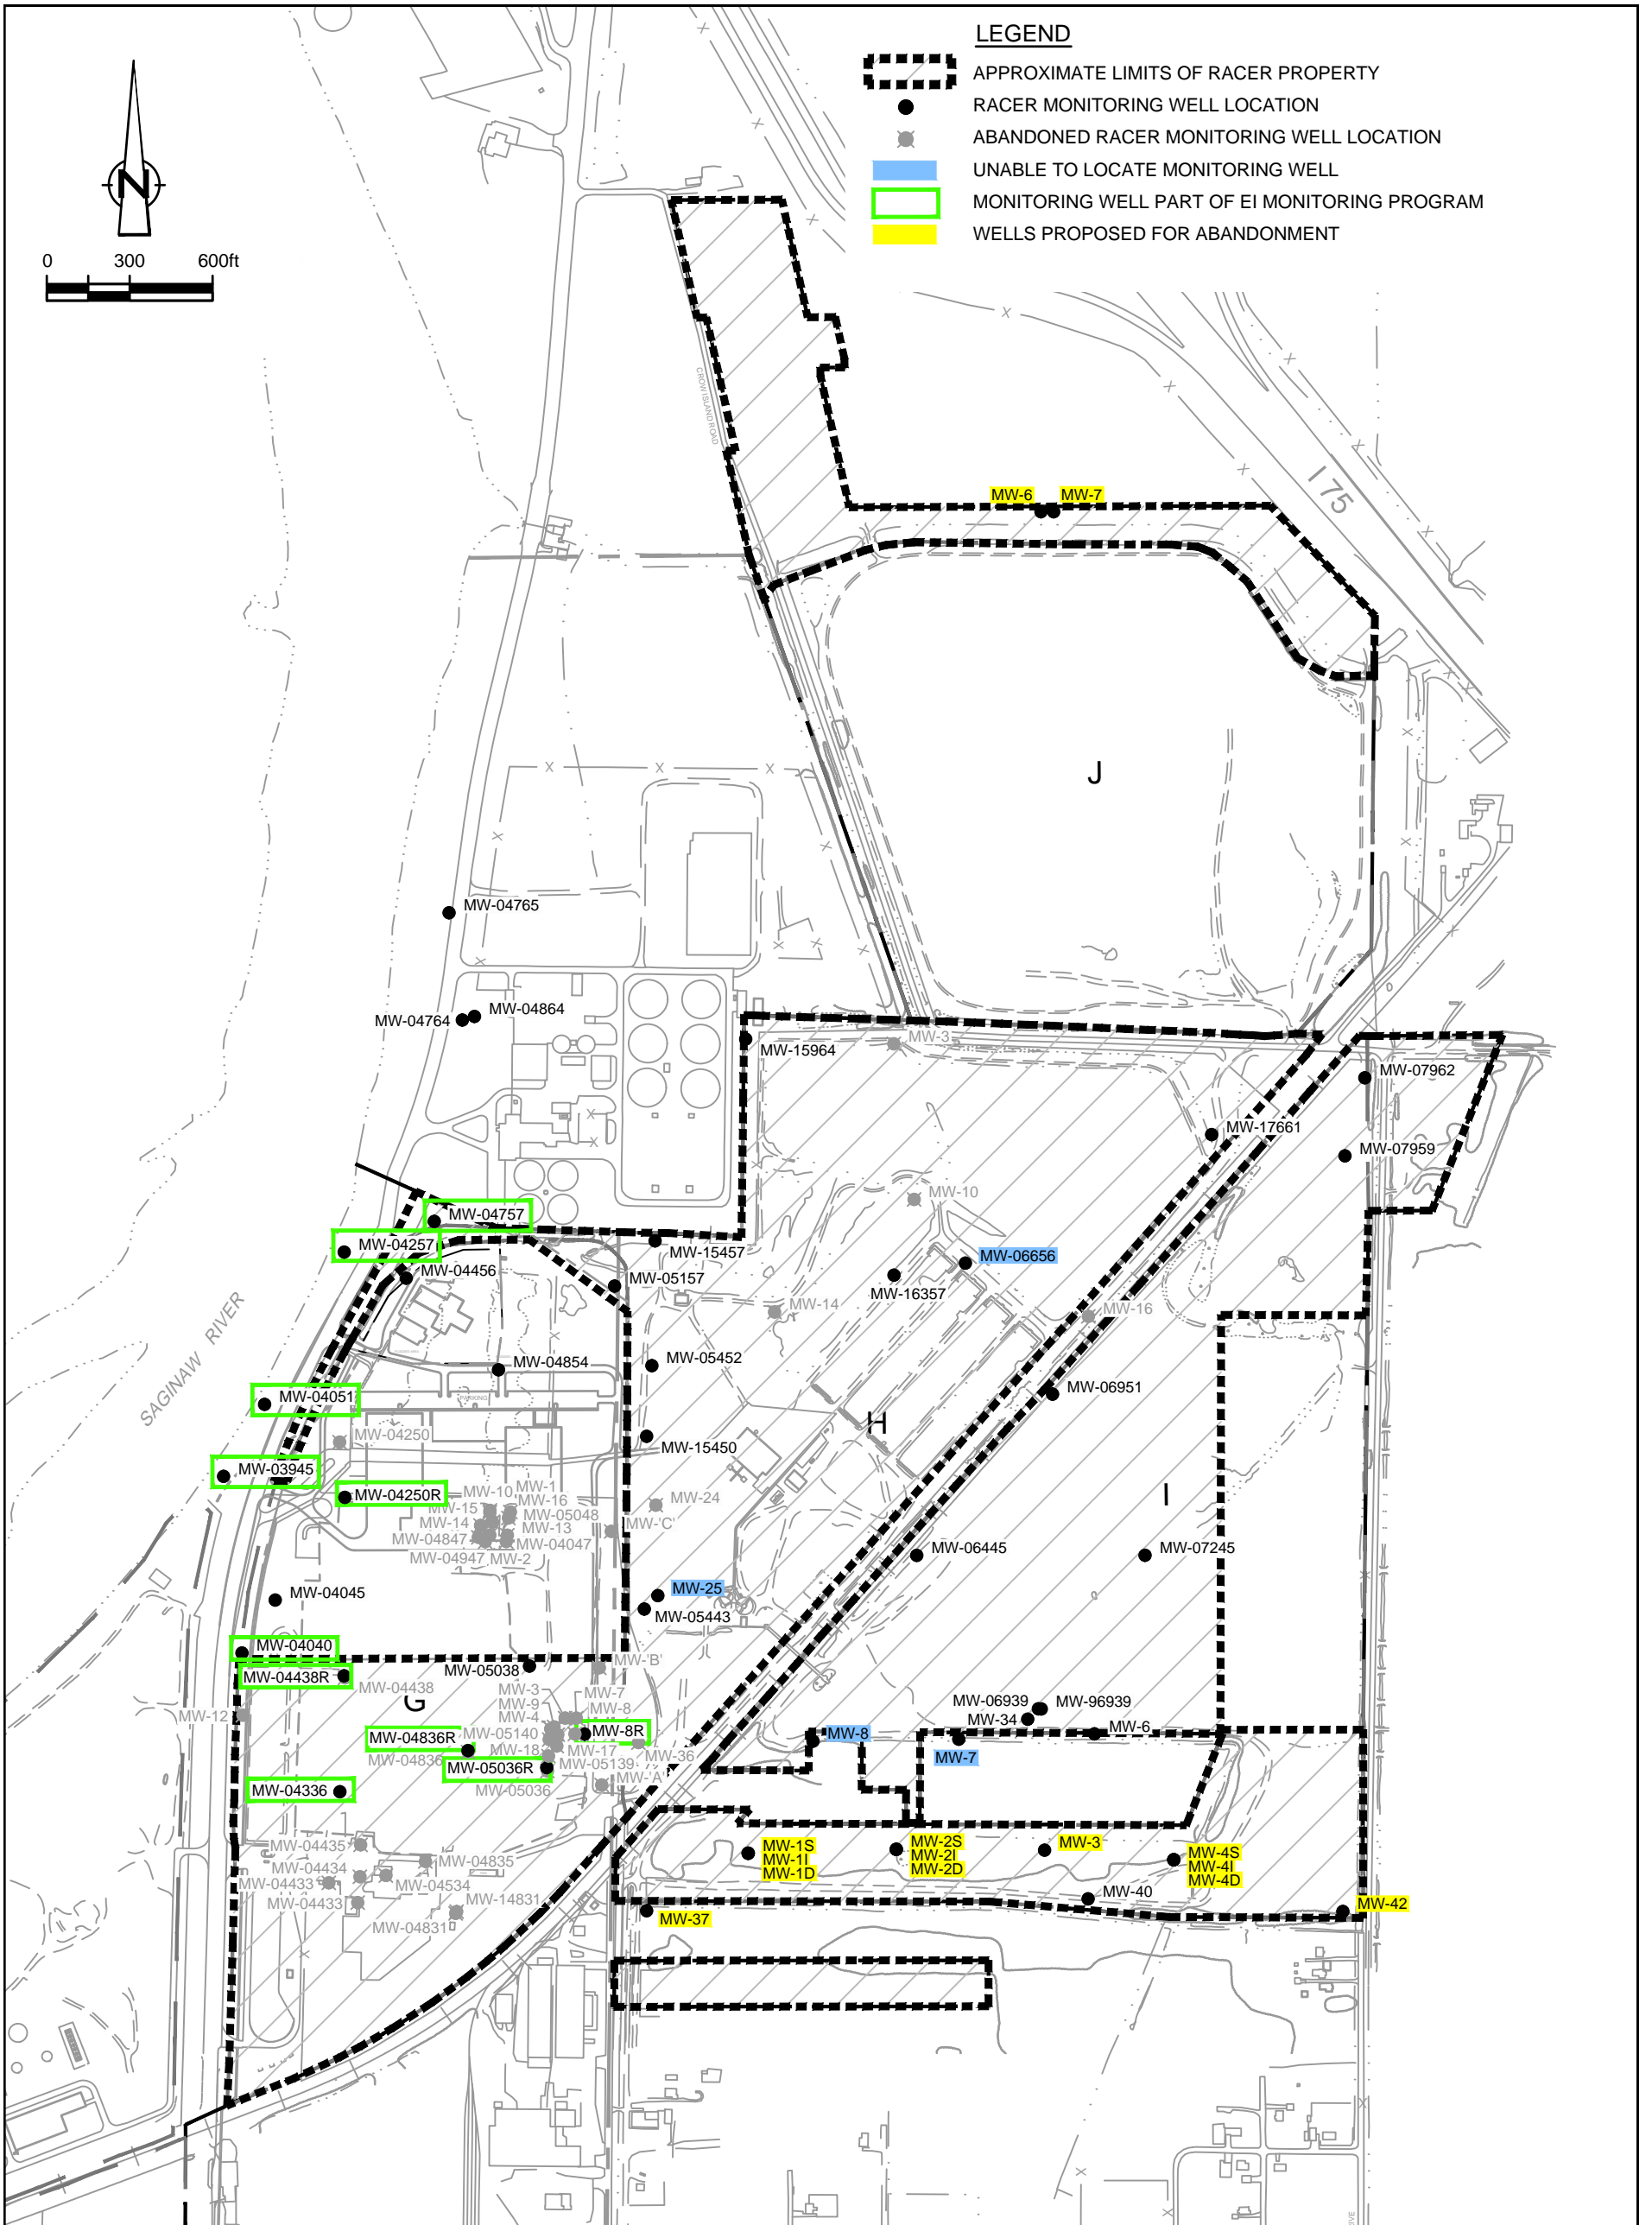 LEGEND
APPROXIMATE LIMITS OF RACER PROPERTY
RACER MONITORING WELL LOCATION
ABANDONED RACER MONITORING WELL LOCATION
UNABLE TO LOCATE MONITORING WELL
MONITORING WELL PART OF EI MONITORING PROGRAM
WELLS PROPOSED FOR ABANDONMENT
N
0 300 600ft
CROW ISLAND ROAD
I 75
MW-6 MW-7
J
MW-04765
MW-04764
MW-04864
MW-15964
MW-3
MW-07962
MW-17661
MW-07959
MW-10
MW-04757
MW-04257
MW-15457
MW-06656
MW-04456
MW-05157
MW-16357
MW-14
MW-16
SAGINAW RIVER
MW-04854
MW-05452
MW-04051
MW-06951
PARKING
H
MW-04250
MW-15450
MW-03945
MW-04250R
MW-10
MW-1
MW-16
MW-15
MW-05048
MW-14
MW-13
MW-04847
MW-04047
MW-04947
MW-2
MW-24
MW-'C'
I
MW-06445
MW-07245
MW-25
MW-04045
MW-05443
MW-04040
MW-04438R
MW-04438
MW-05038
MW-'B'
G
MW-3
MW-7
MW-9
MW-8
MW-4
MW-12
MW-05140
MW-8R
MW-04836R
MW-04836
MW-18
MW-17
MW-36
MW-05036R
MW-05139
MW-'A'
MW-05036
MW-04336
MW-06939
MW-96939
MW-34
MW-6
MW-8
MW-7
MW-04435
MW-04835
MW-04434
MW-04433
MW-04534
MW-04433
MW-14831
MW-04831
MW-1S
MW-1I
MW-1D
MW-2S
MW-2I
MW-2D
MW-3
MW-4S
MW-4I
MW-4D
MW-40
MW-42
MW-37